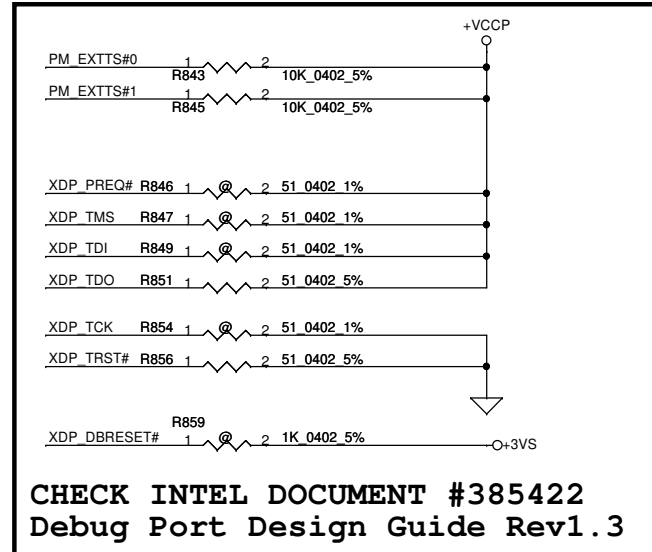 +VCCP
PM_EXTTS#0 1 2
R843 10K_0402_5%
PM_EXTTS#1 1 2
R845 10K_0402_5%
XDP_PREQ# R846 1 @ 2 51_0402_1%
XDP_TMS R847 1 @ 2 51_0402_1%
XDP_TDI R849 1 @ 2 51_0402_1%
XDP_TDO R851 1 2 51_0402_5%
XDP_TCK R854 1 @ 2 51_0402_1%
XDP_TRST# R856 1 2 51_0402_5%
R859
XDP_DBRESET# 1 @ 2 1K_0402_5% +3VS
CHECK INTEL DOCUMENT #385422
Debug Port Design Guide Rev1.3